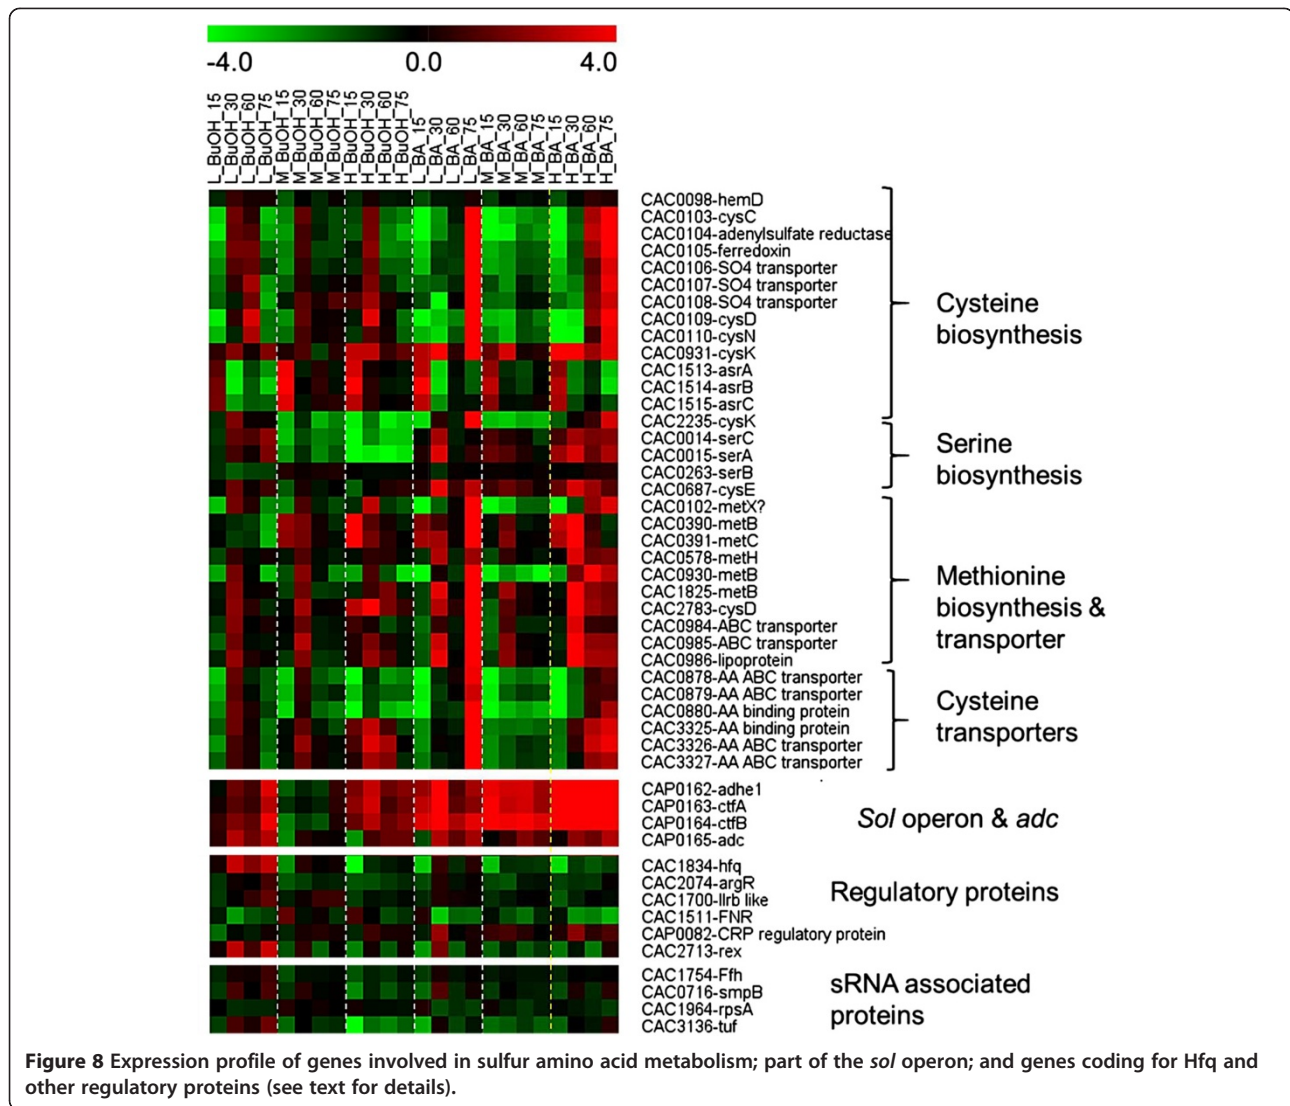 -4.0 0.0 4.0
L_BuOH_15
L_BuOH_30
L_BuOH_60
L_BuOH_75
M_BuOH_15
M_BuOH_30
M_BuOH_60
M_BuOH_75
H_BuOH_15
H_BuOH_30
H_BuOH_60
H_BuOH_75
L_BA_15
L_BA_30
L_BA_60
L_BA_75
M_BA_15
M_BA_30
M_BA_60
M_BA_75
H_BA_15
H_BA_30
H_BA_60
H_BA_75
CAC0098-hemD
CAC0103-cysC
CAC0104-adenylsulfate reductase
CAC0105-ferredoxin
CAC0106-SO4 transporter
CAC0107-SO4 transporter
CAC0108-SO4 transporter
CAC0109-cysD
CAC0110-cysN
CAC0931-cysK
CAC1513-asrA
CAC1514-asrB
CAC1515-asrC
CAC2235-cysK
Cysteine
biosynthesis
CAC0014-serC
CAC0015-serA
CAC0263-serB
CAC0687-cysE
Serine
biosynthesis
CAC0102-metX?
CAC0390-metB
CAC0391-metC
CAC0578-metH
CAC0930-metB
CAC1825-metB
CAC2783-cysD
CAC0984-ABC transporter
CAC0985-ABC transporter
CAC0986-lipoprotein
Methionine
biosynthesis &
transporter
CAC0878-AA ABC transporter
CAC0879-AA ABC transporter
CAC0880-AA binding protein
CAC3325-AA binding protein
CAC3326-AA ABC transporter
CAC3327-AA ABC transporter
Cysteine
transporters
CAP0162-adhe1
CAP0163-ctfA
CAP0164-ctfB
CAP0165-adc
Sol operon & adc
CAC1834-hfq
CAC2074-argR
CAC1700-llrb like
CAC1511-FNR
CAP0082-CRP regulatory protein
CAC2713-rex
Regulatory proteins
CAC1754-Ffh
CAC0716-smpB
CAC1964-rpsA
CAC3136-tuf
sRNA associated
proteins
Figure 8 Expression profile of genes involved in sulfur amino acid metabolism; part of the sol operon; and genes coding for Hfq and
other regulatory proteins (see text for details).